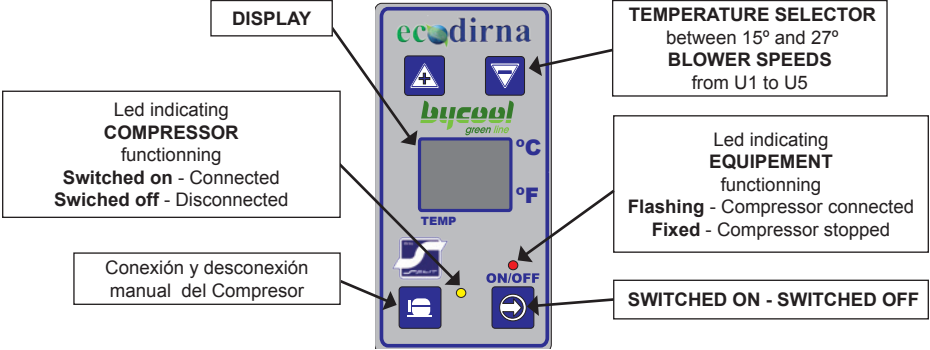 DISPLAY
ecodirna
TEMPERATURE SELECTOR
between 15º and 27º
BLOWER SPEEDS
from U1 to U5
Led indicating
COMPRESSOR
functionning
Switched on - Connected
Swiched off - Disconnected
bycool
green line
ºC
ºF
TEMP
Led indicating
EQUIPEMENT
functionning
Flashing - Compressor connected
Fixed - Compressor stopped
Conexión y desconexión
manual del Compresor
SPLIT
ON/OFF
SWITCHED ON - SWITCHED OFF